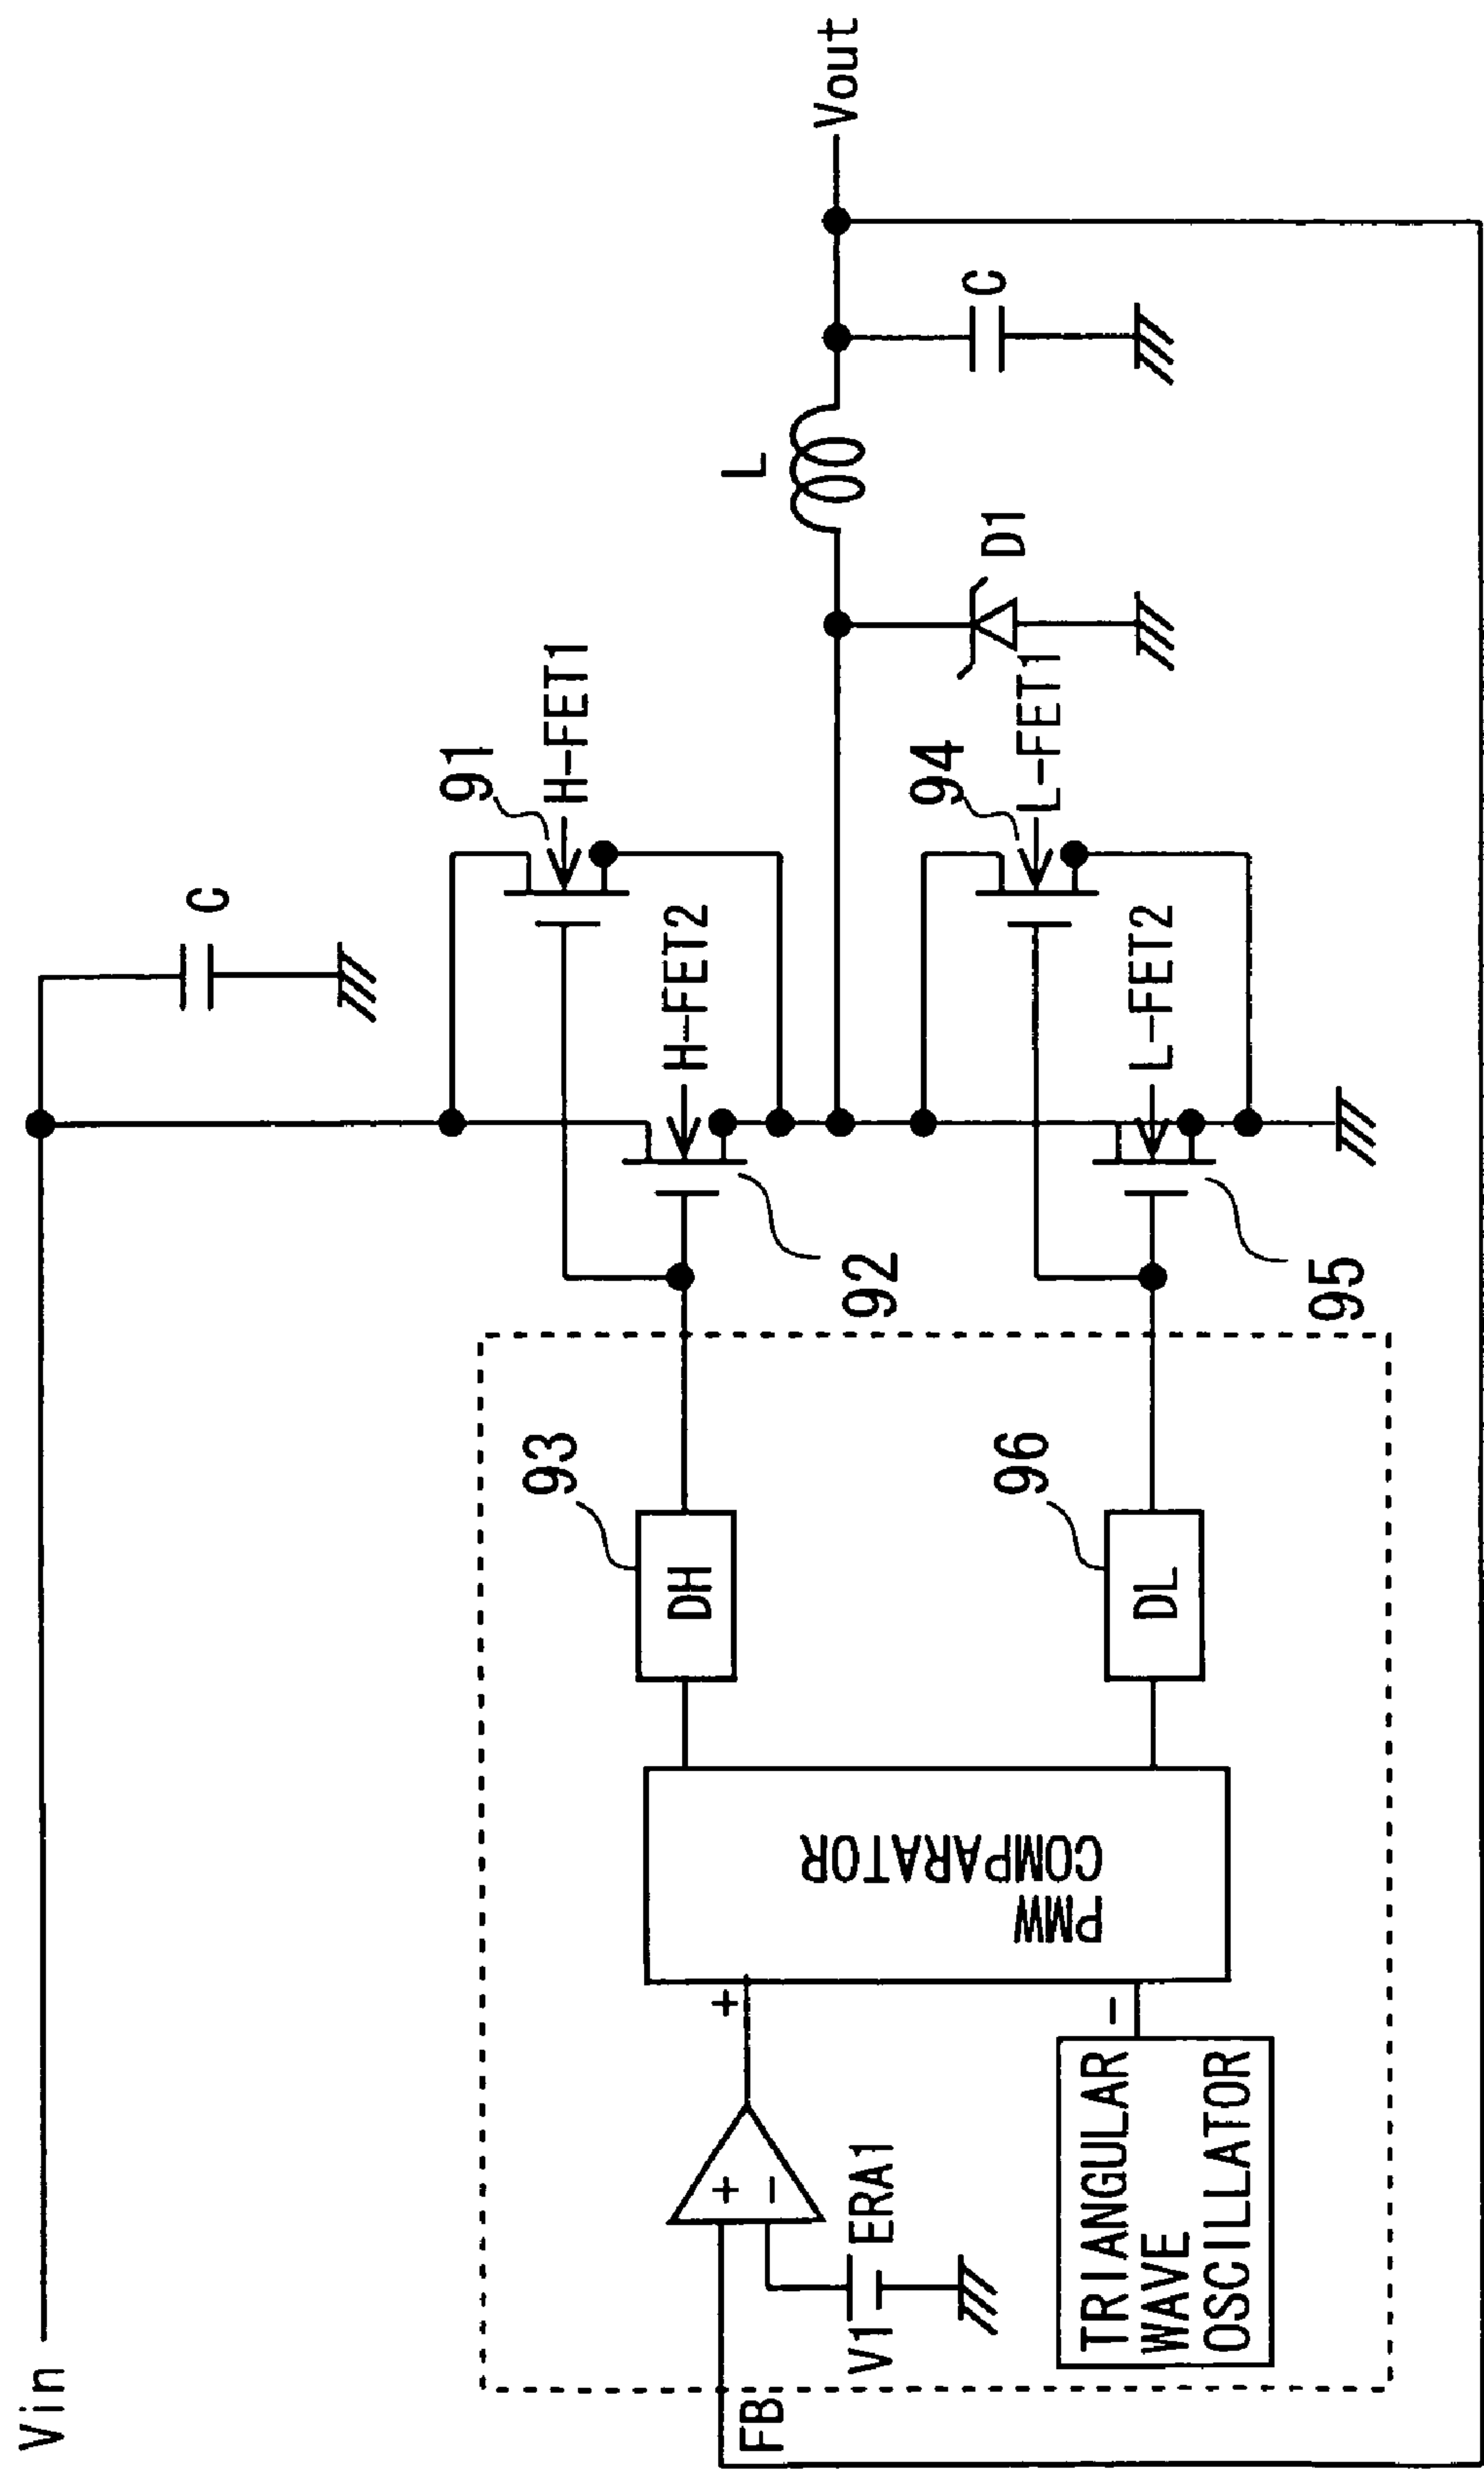 Vin
C
91
H-FET1
H-FET2
92
93
DH
Vout
L
C
D1
94
L-FET1
L-FET2
95
96
DL
PMW
COMPARATOR
+
-
+
-
ERA1
V1
TRIANGULAR
WAVE
OSCILLATOR
FB